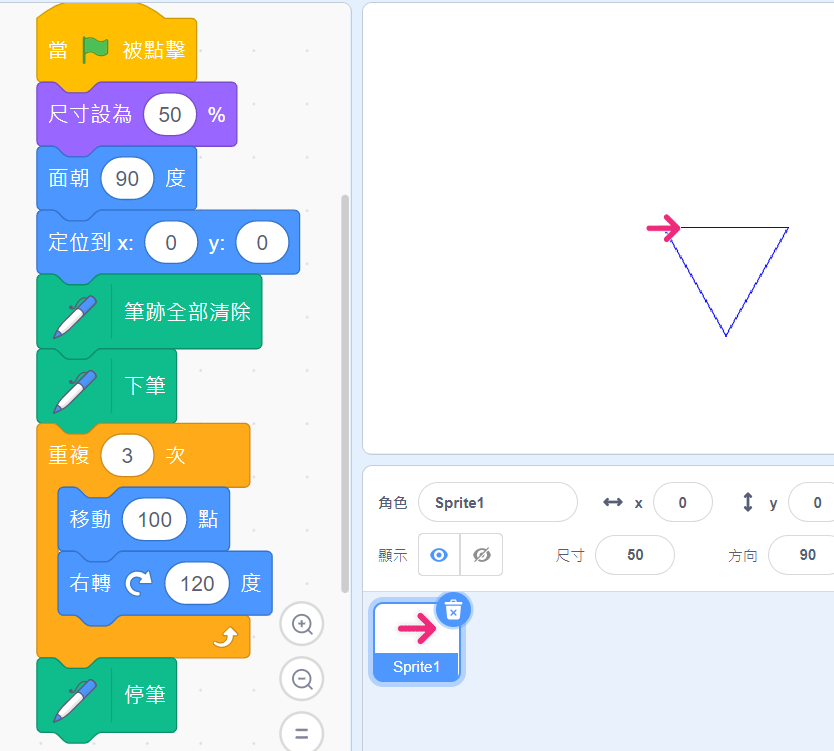 當 被點擊
尺寸設為 50 %
面朝 90 度
定位到 x: 0 y: 0
筆跡全部清除
下筆
重複 3 次
移動 100 點
右轉 120 度
停筆
角色 Sprite1 x 0 y 0
顯示 尺寸 50 方向 90
Sprite1